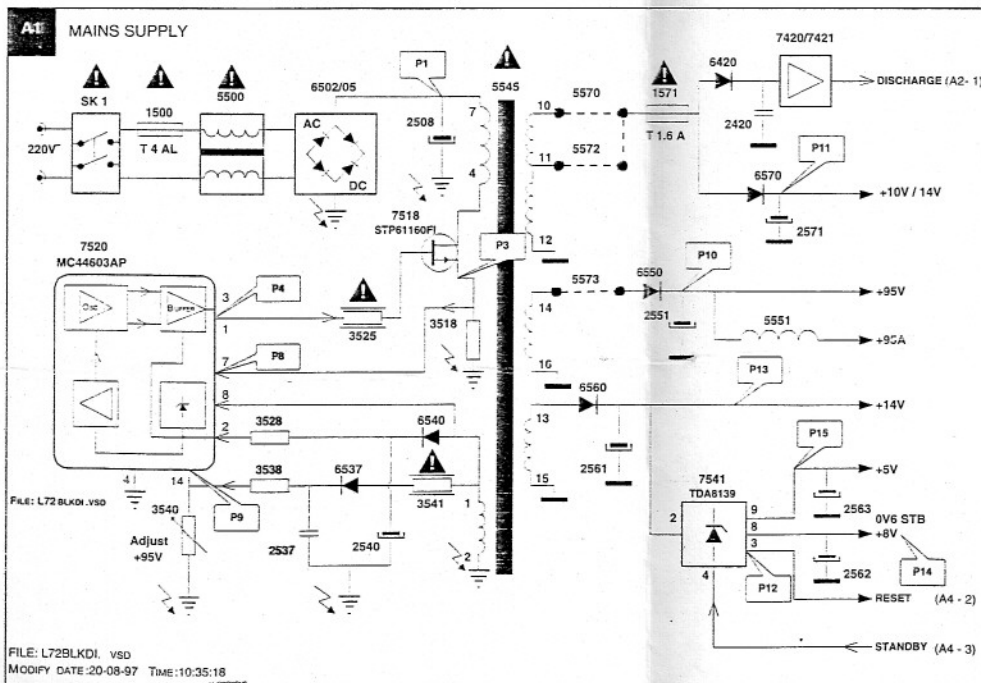 A1 MAINS SUPPLY
7420/7421
P1
6420
DISCHARGE (A2- 1)
SK 1
1500
5500
6502/05
5545
1571
220V~
T 4 AL
AC
DC
2508
7
4
10
5570
T 1.6 A
2420
11
5572
P11
6570
+10V / 14V
2571
7518
STP61160FI
P3
12
7520
MC44603AP
OSC
BUFFER
3
P4
1
3525
3518
5573
6550
P10
+95V
14
2551
5551
+95A
16
P13
7
P8
8
6560
+14V
13
2
3528
6540
2561
P15
+5V
15
7541
TDA8139
4
14
3538
6537
3541
1
2
9
2563
0V6 STB
8
+8V
3
FILE: L72 BLKDI..VSD
P9
3540
Adjust
+95V
2537
2540
2
4
P12
2562
P14
RESET (A4 - 2)
STANDBY (A4 - 3)
FILE: L72BLKDI. VSD
MODIFY DATE:20-08-97 TIME:10:35:18